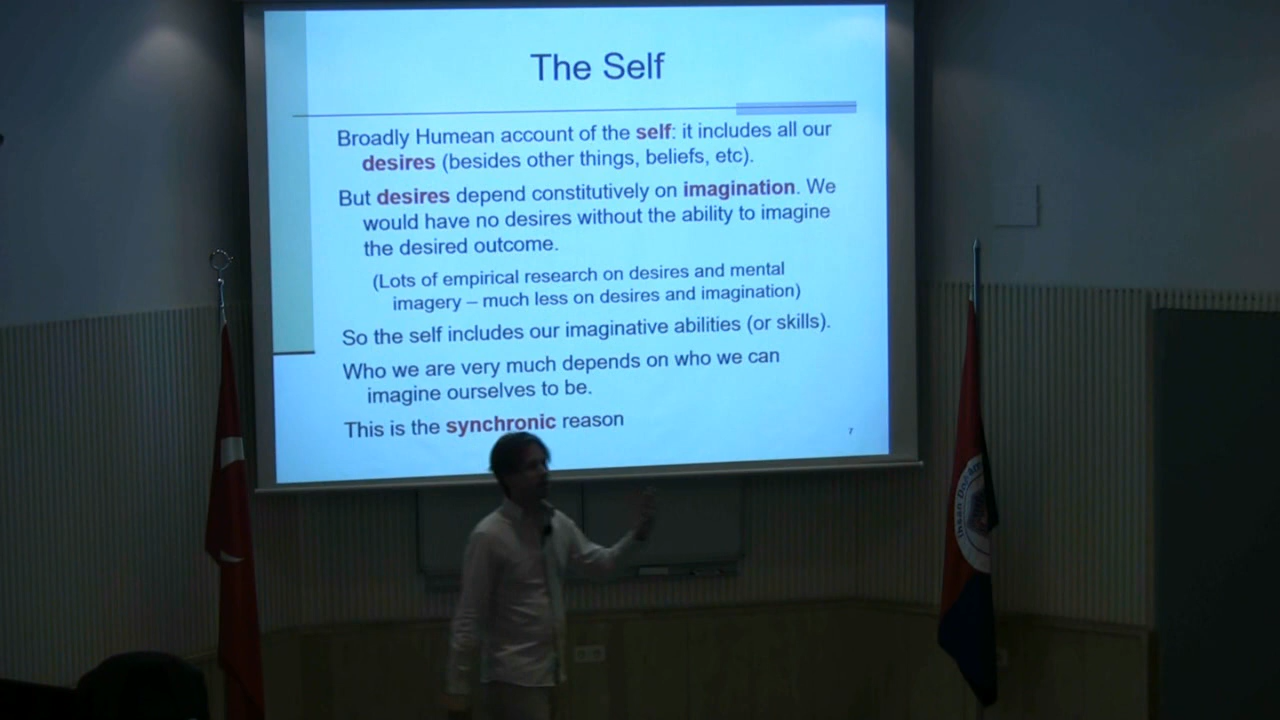 The Self
Broadly Humean account of the self: it includes all our
desires (besides other things, beliefs, etc).
But desires depend constitutively on imagination. We
would have no desires without the ability to imagine
the desired outcome.
(Lots of empirical research on desires and mental
imagery – much less on desires and imagination)
So the self includes our imaginative abilities (or skills).
Who we are very much depends on who we can
imagine ourselves to be.
This is the synchronic reason
7
İhsan